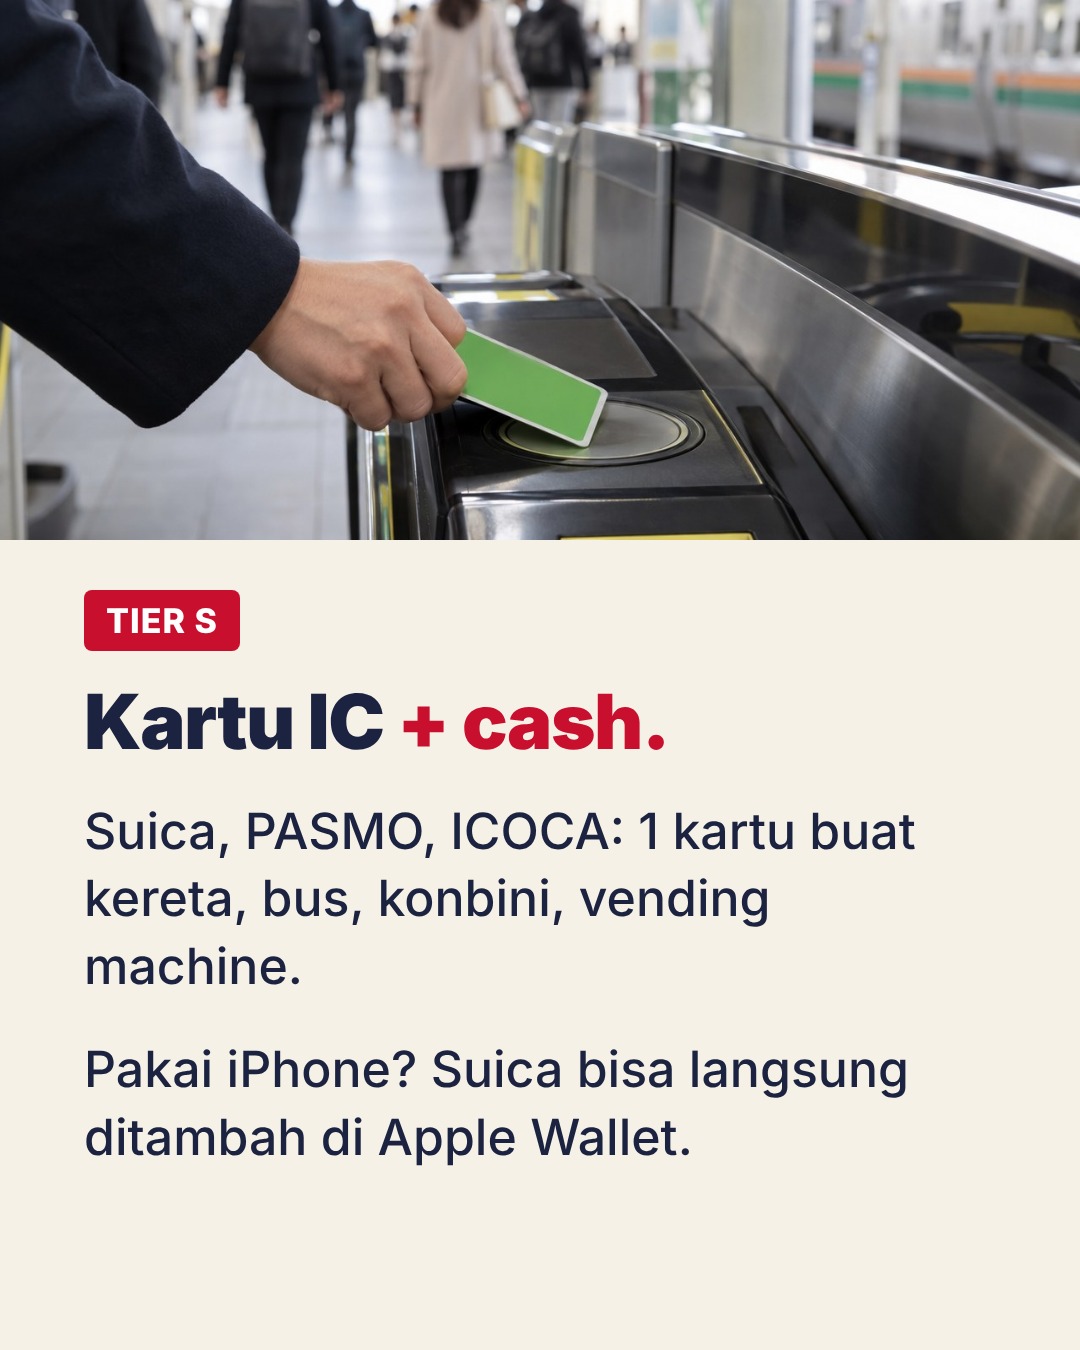 TIER S
Kartu IC + cash.
Suica, PASMO, ICOCA: 1 kartu buat
kereta, bus, konbini, vending
machine.
Pakai iPhone? Suica bisa langsung
ditambah di Apple Wallet.